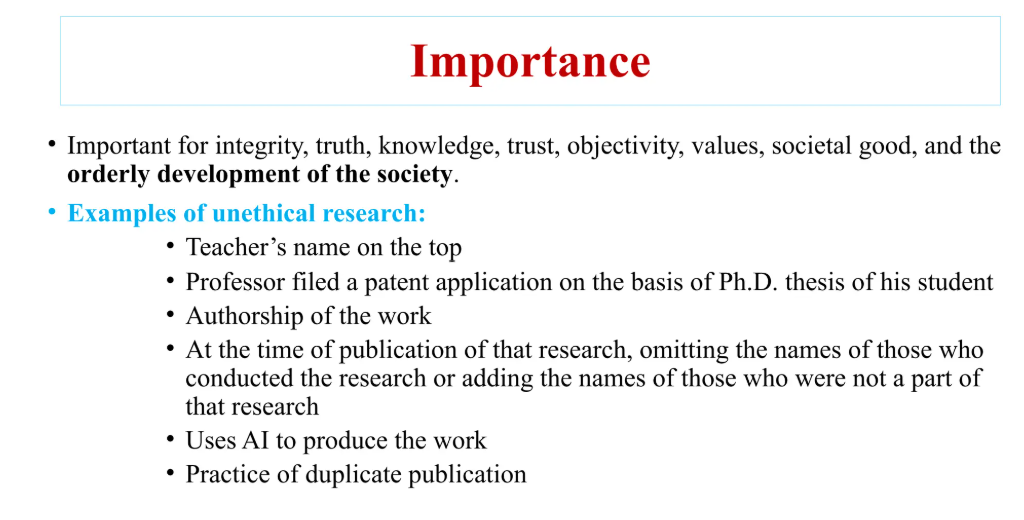 Importance
• Important for integrity, truth, knowledge, trust, objectivity, values, societal good, and the
orderly development of the society.
• Examples of unethical research:
• Teacher’s name on the top
• Professor filed a patent application on the basis of Ph.D. thesis of his student
• Authorship of the work
• At the time of publication of that research, omitting the names of those who
conducted the research or adding the names of those who were not a part of
that research
• Uses AI to produce the work
• Practice of duplicate publication